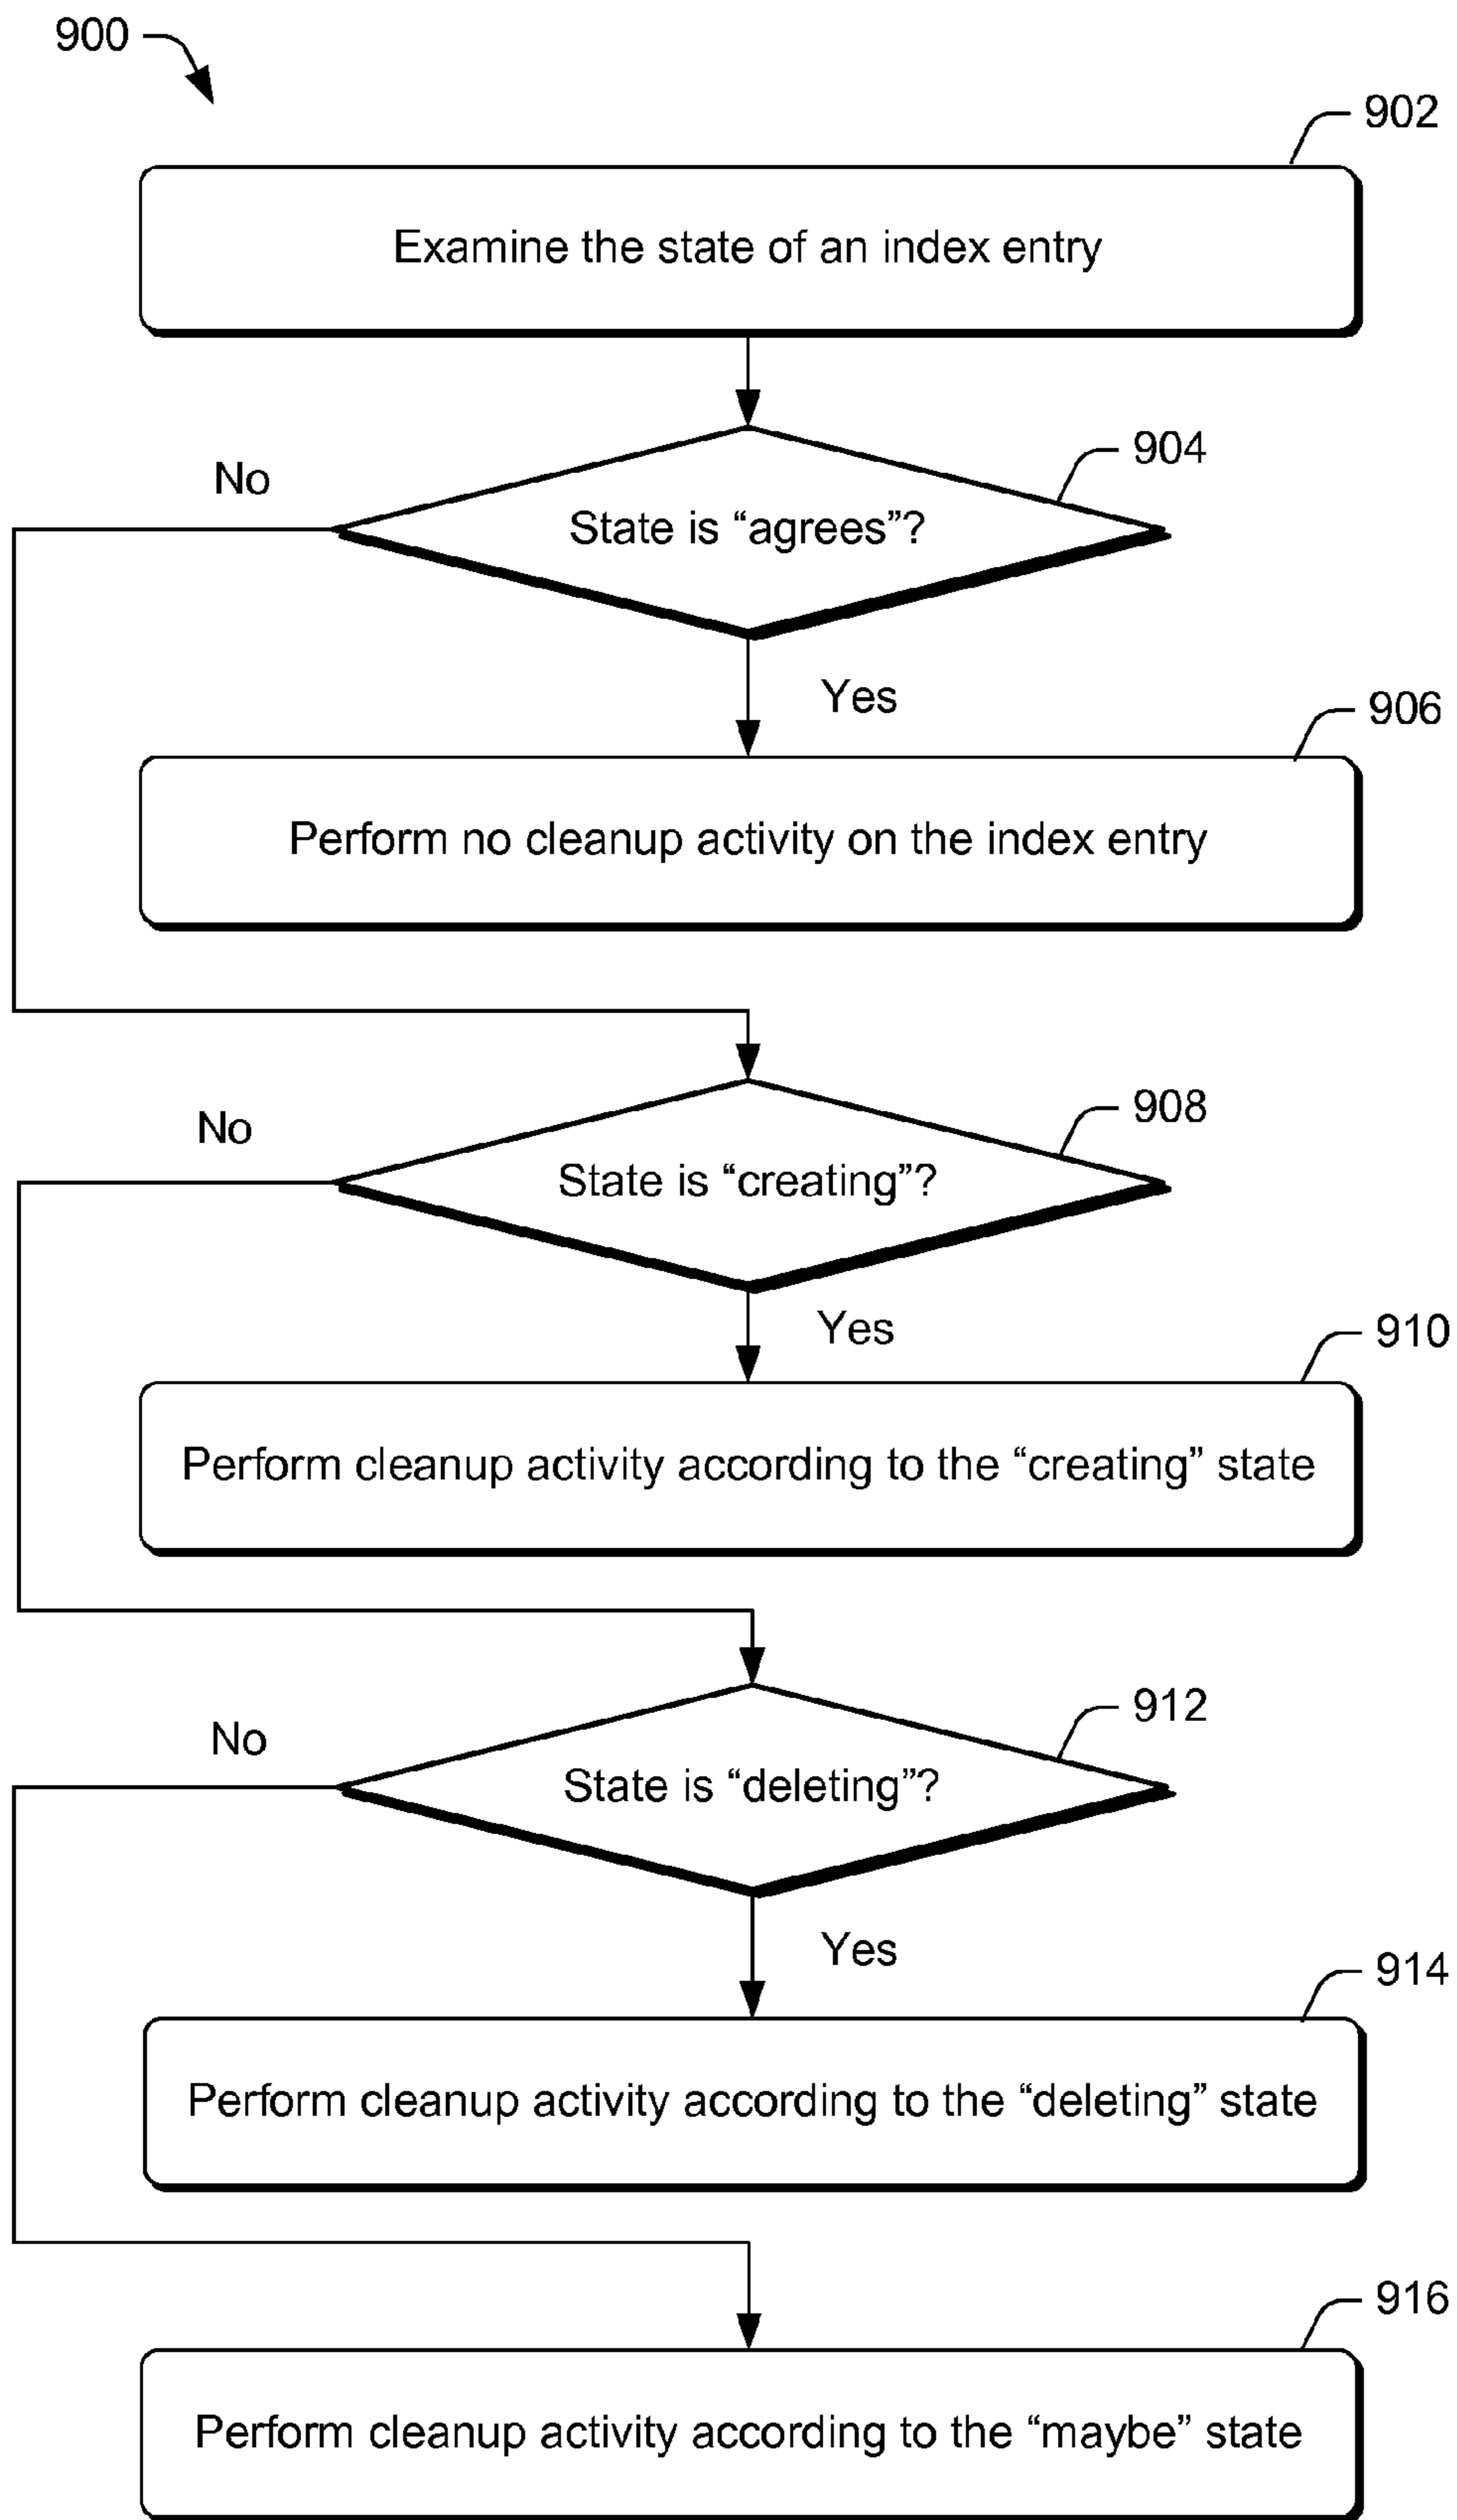 900
902
Examine the state of an index entry
904
No
State is “agrees”?
Yes
906
Perform no cleanup activity on the index entry
908
No
State is “creating”?
Yes
910
Perform cleanup activity according to the “creating” state
912
No
State is “deleting”?
Yes
914
Perform cleanup activity according to the “deleting” state
916
Perform cleanup activity according to the “maybe” state